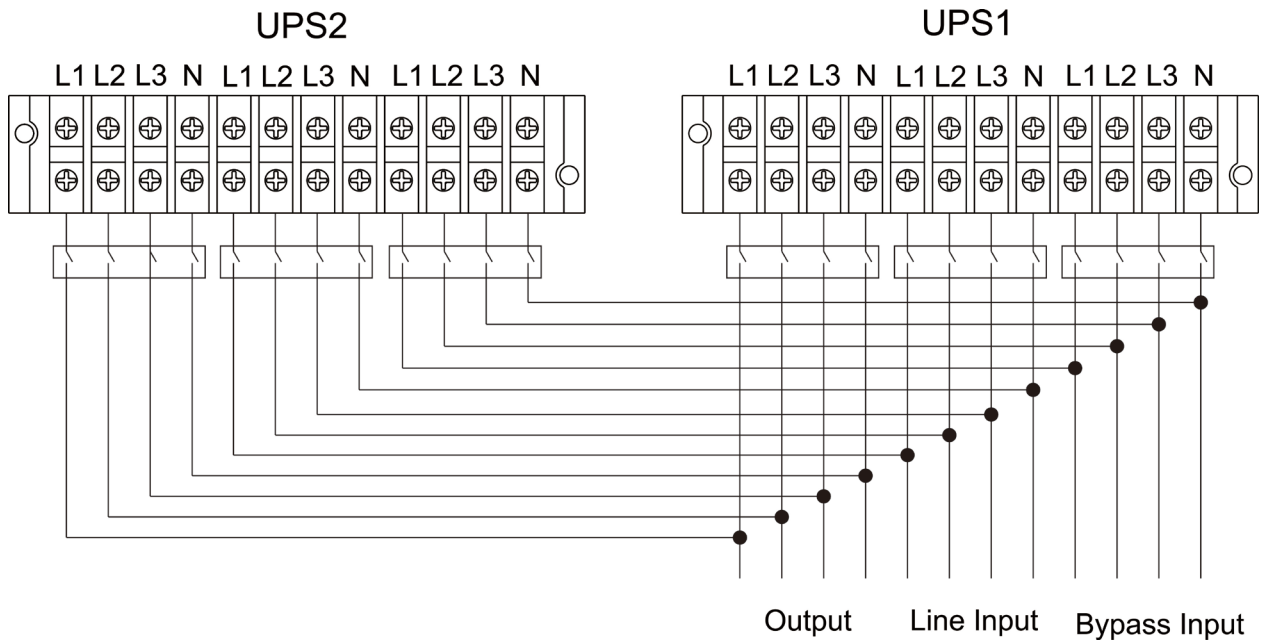 UPS2
UPS1
L1 L2 L3 N L1 L2 L3 N L1 L2 L3 N
L1 L2 L3 N L1 L2 L3 N L1 L2 L3 N
Output
Line Input
Bypass Input